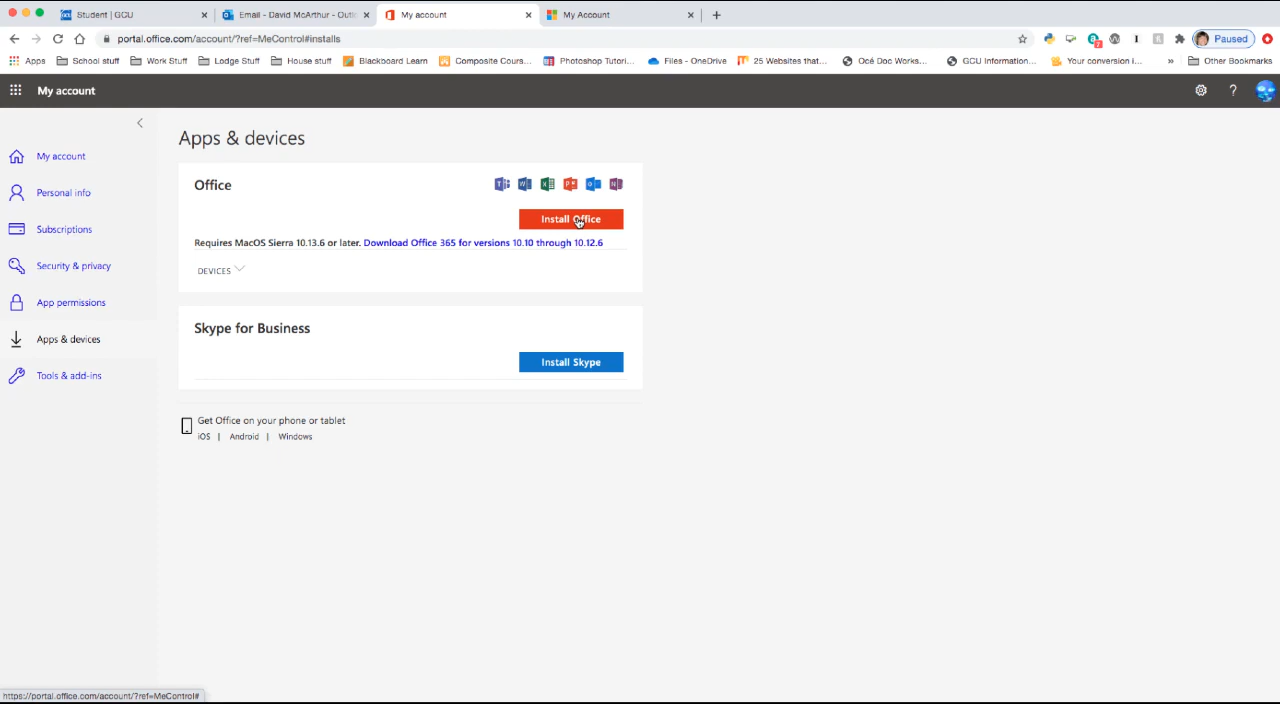 Student | GCU
Email - David McArthur - Outlo
My account
My Account
portal.office.com/account/?ref=MeControl#installs
Paused
Apps
School stuff
Work Stuff
Lodge Stuff
House stuff
Blackboard Learn
Composite Cours...
Photoshop Tutori...
Files - OneDrive
25 Websites that...
Océ Doc Works...
GCU Information...
Your conversion i...
»
Other Bookmarks
My account
?
Apps & devices
My account
Personal info
Subscriptions
Security & privacy
App permissions
Apps & devices
Tools & add-ins
Office
Install Office
Requires MacOS Sierra 10.13.6 or later. Download Office 365 for versions 10.10 through 10.12.6
DEVICES
Skype for Business
Install Skype
Get Office on your phone or tablet
iOS | Android | Windows
https://portal.office.com/account/?ref=MeControl#